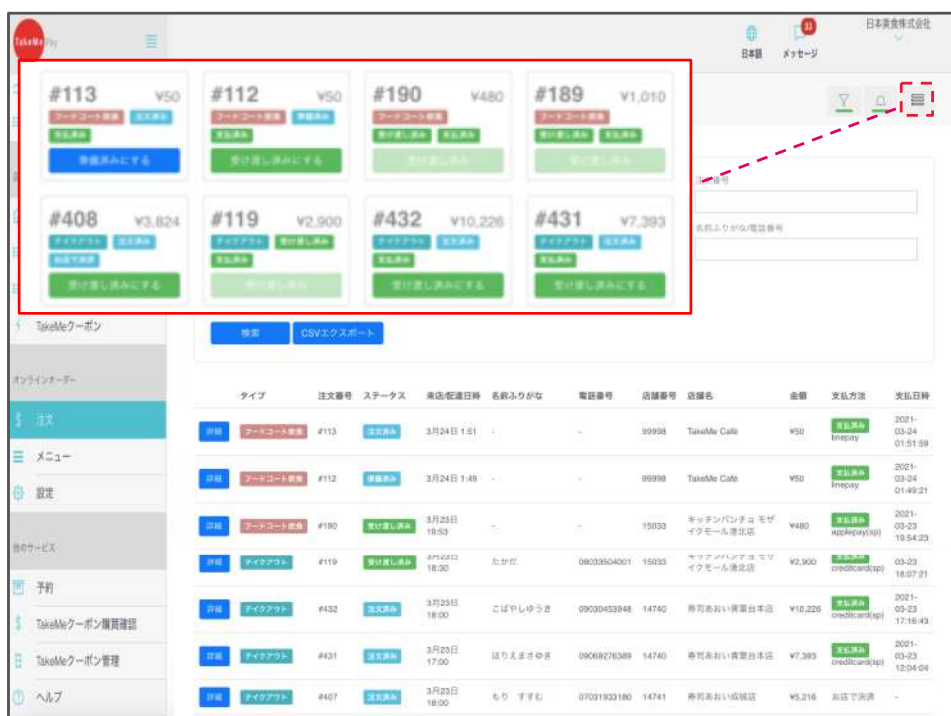 TakeMe Pay
日本語
33
メッセージ
日本美食株式会社
#113 ¥50
フードコート飲食 注文済み
支払済み
準備済みにする
#112 ¥50
フードコート飲食 準備済み
支払済み
受け渡し済みにする
#190 ¥480
フードコート飲食
受け渡し済み 支払済み
受け渡し済み
#189 ¥1,010
フードコート飲食
受け渡し済み 支払済み
受け渡し済み
#408 ¥3,824
テイクアウト 注文済み
お店で決済
受け渡し済みにする
#119 ¥2,900
テイクアウト 受け渡し済み
支払済み
受け渡し済み
#432 ¥10,226
テイクアウト 注文済み
支払済み
受け渡し済みにする
#431 ¥7,393
テイクアウト 注文済み
支払済み
受け渡し済みにする
注文番号
名前ふりがな/電話番号
検索 CSVエクスポート
TakeMeクーポン
オンラインオーダー
注文
メニュー
設定
他のサービス
予約
TakeMeクーポン購買確認
TakeMeクーポン管理
ヘルプ
タイプ 注文番号 ステータス 来店/配達日時 名前ふりがな 電話番号 店舗番号 店舗名 金額 支払方法 支払日時
詳細 フードコート飲食 #113 注文済み 3月24日 1:51 - - 99998 TakeMe Cafe ¥50 支払済み linepay 2021-03-24 01:51:59
詳細 フードコート飲食 #112 準備済み 3月24日 1:49 - - 99998 TakeMe Cafe ¥50 支払済み linepay 2021-03-24 01:49:21
詳細 フードコート飲食 #190 受け渡し済み 3月23日 19:53 - - 15033 キッチンパンチョ モザイクモール港北店 ¥480 支払済み applepay(sp) 2021-03-23 19:54:23
詳細 テイクアウト #119 受け渡し済み 3月23日 18:30 たかだ 08033504001 15033 キッチンパンチョ モザイクモール港北店 ¥2,900 支払済み creditcard(sp) 03-23 18:07:21
詳細 テイクアウト #432 注文済み 3月23日 18:00 こばやしゆうき 09030453948 14740 寿司あおい青葉台本店 ¥10,226 支払済み creditcard(sp) 2021-03-23 17:16:43
詳細 テイクアウト #431 注文済み 3月23日 17:00 ほりえまさゆき 09069276389 14740 寿司あおい青葉台本店 ¥7,393 支払済み creditcard(sp) 2021-03-23 12:04:04
詳細 テイクアウト #407 注文済み 3月23日 18:00 もり すすむ 07031933180 14741 寿司あおい成城店 ¥5,216 お店で決済 -